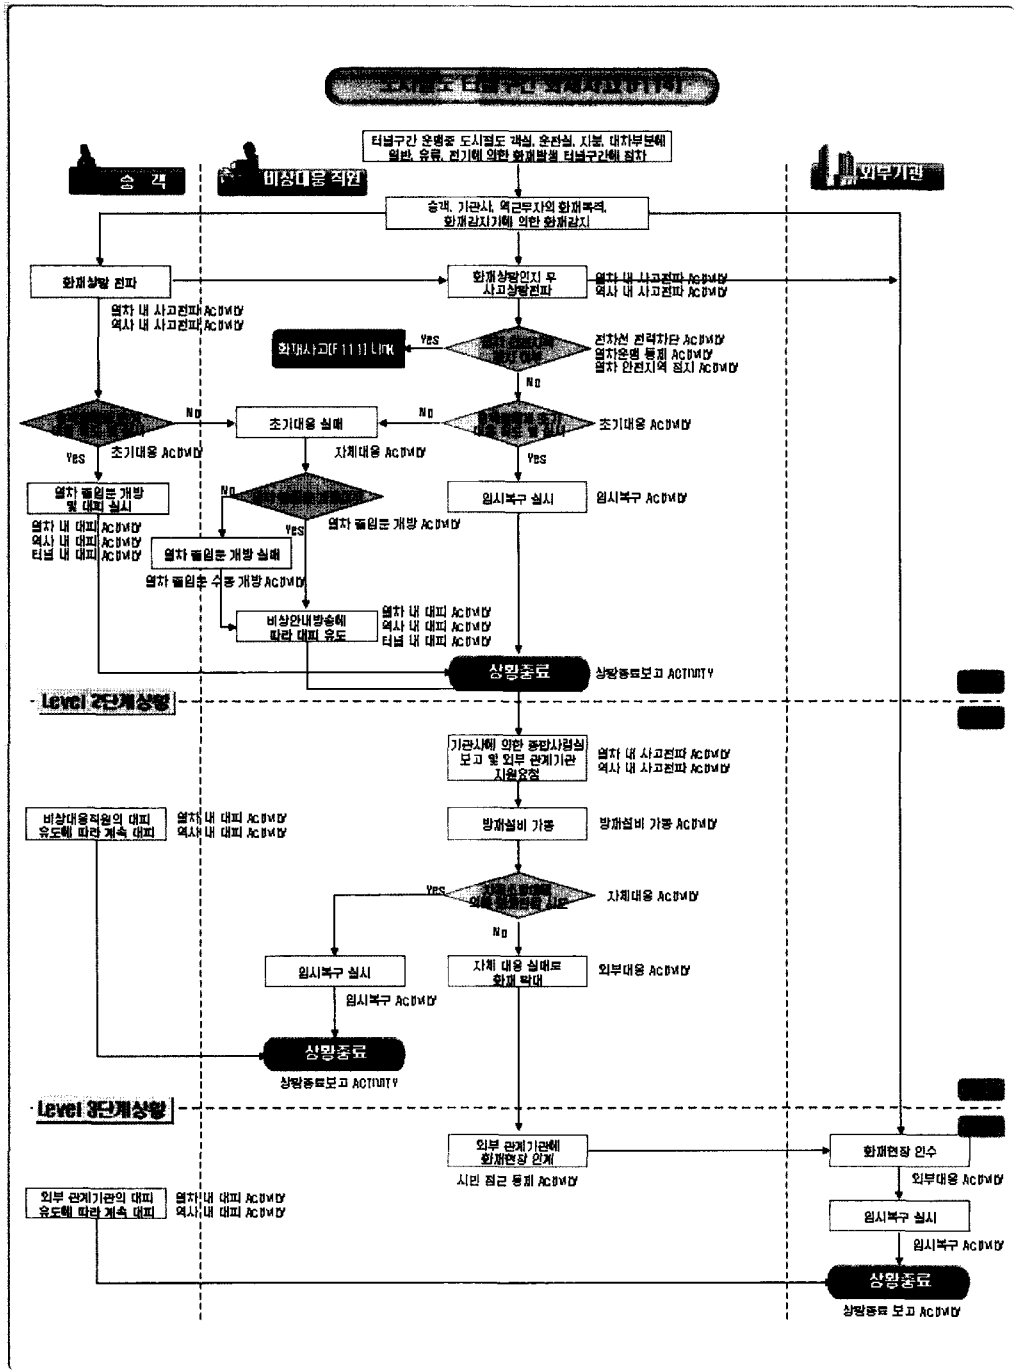 도시철도 터널구간 화재사고[F114]
터널구간 운행중 도시철도 객실, 운전실, 지붕, 대차부분에
일반, 유류, 전기에 의한 화재발생 터널구간에 정차
승 객
비상대응 직원
외부기관
승객, 기관사, 역근무자의 화재목격,
화재감지기에 의한 화재감지
화재상황 전파
열차 내 사고전파 Activity
역사 내 사고전파 Activity
화재상황인지 후
사고상황전파
열차 내 사고전파 Activity
역사 내 사고전파 Activity
화재사고[F111] Link
Yes
전차선 전력차단 Activity
열차운행 통제 Activity
열차 안전지역 정지 Activity
No
No
초기대응 실패
No
초기대응 Activity
Yes
초기대응 Activity
자체대응 Activity
Yes
열차 출입문 개방
및 대피 실시
No
임시복구 실시
임시복구 Activity
열차 내 대피 Activity
역사 내 대피 Activity
터널 내 대피 Activity
Yes
열차 출입문 개방 Activity
열차 출입문 개방 실패
열차 출입문 수동 개방 Activity
비상안내방송에
따라 대피 유도
열차 내 대피 Activity
역사 내 대피 Activity
터널 내 대피 Activity
상황종료
상황종료보고 ACTIVITY
Level 2단계상황
기관사에 의한 종합사령실
보고 및 외부 관계기관
지원요청
열차 내 사고전파 Activity
역사 내 사고전파 Activity
비상대응직원의 대피
유도에 따라 계속 대피
열차 내 대피 Activity
역사 내 대피 Activity
방재설비 가동
방재설비 가동 Activity
Yes
자체대응 Activity
No
임시복구 실시
자체 대응 실패로
화재 확대
외부대응 Activity
임시복구 Activity
상황종료
상황종료보고 ACTIVITY
Level 3단계상황
외부 관계기관에
화재현장 인계
화재현장 인수
시민 접근 통제 Activity
외부대응 Activity
외부 관계기관의 대피
유도에 따라 계속 대피
열차 내 대피 Activity
역사 내 대피 Activity
임시복구 실시
임시복구 Activity
상황종료
상황종료 보고 Activity